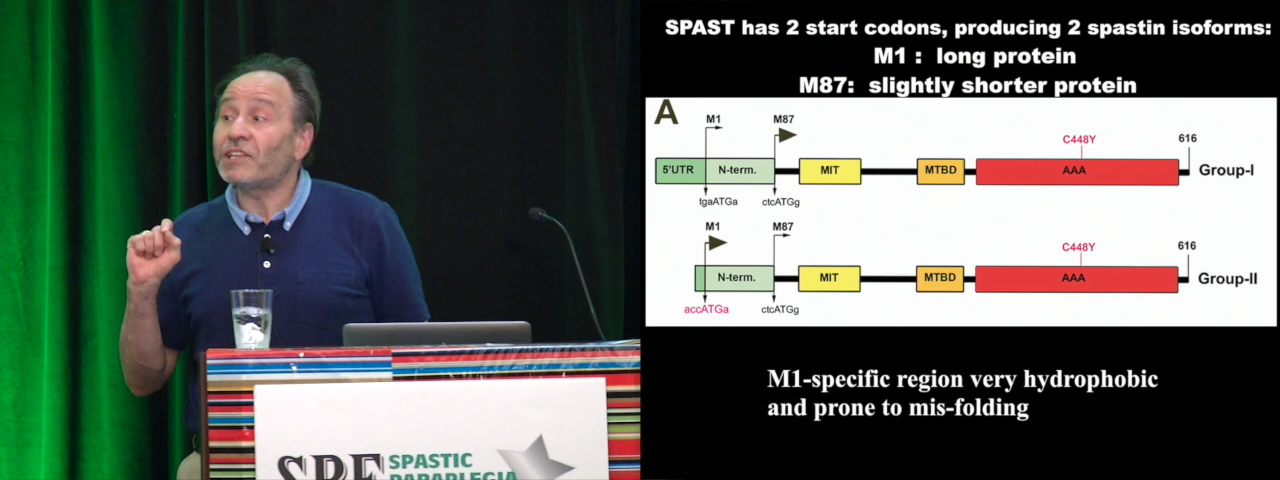 SPAST has 2 start codons, producing 2 spastin isoforms:
M1 : long protein
M87: slightly shorter protein
A
M1
M87
C448Y
616
5'UTR
N-term.
MIT
MTBD
AAA
Group-I
tgaATGa
ctcATGg
M1
M87
C448Y
616
N-term.
MIT
MTBD
AAA
Group-II
accATGa
ctcATGg
M1-specific region very hydrophobic
and prone to mis-folding
SPF
SPASTIC
PARAPLEGIA